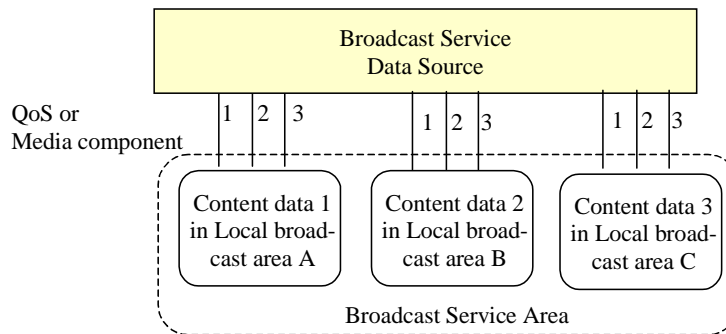 Broadcast Service
Data Source
QoS or
Media component
1 2 3
1 2 3
1 2 3
Content data 1
in Local broad-
cast area A
Content data 2
in Local broad-
cast area B
Content data 3
in Local broad-
cast area C
Broadcast Service Area